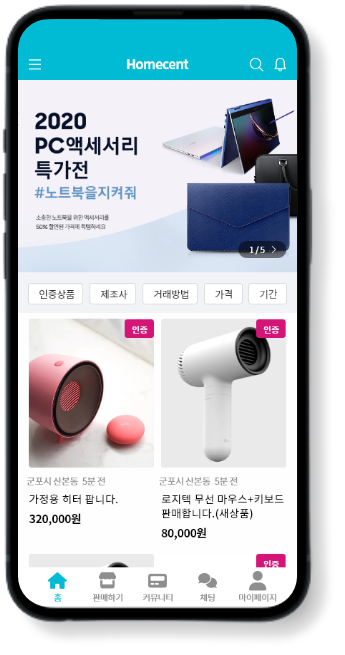 Homecent
2020
PC액세서리
특가전
#노트북을지켜줘
소중한 노트북을 위한 액세서리를
50% 할인된 가격에 득템하세요
1/5
인증상품
제조사
거래방법
가격
기간
인증
인증
군포시 산본동 5분 전
가정용 히터 팝니다.
320,000원
군포시 산본동 5분 전
로지텍 무선 마우스+키보드
판매합니다.(새상품)
80,000원
인증
홈
판매하기
커뮤니티
채팅
마이페이지